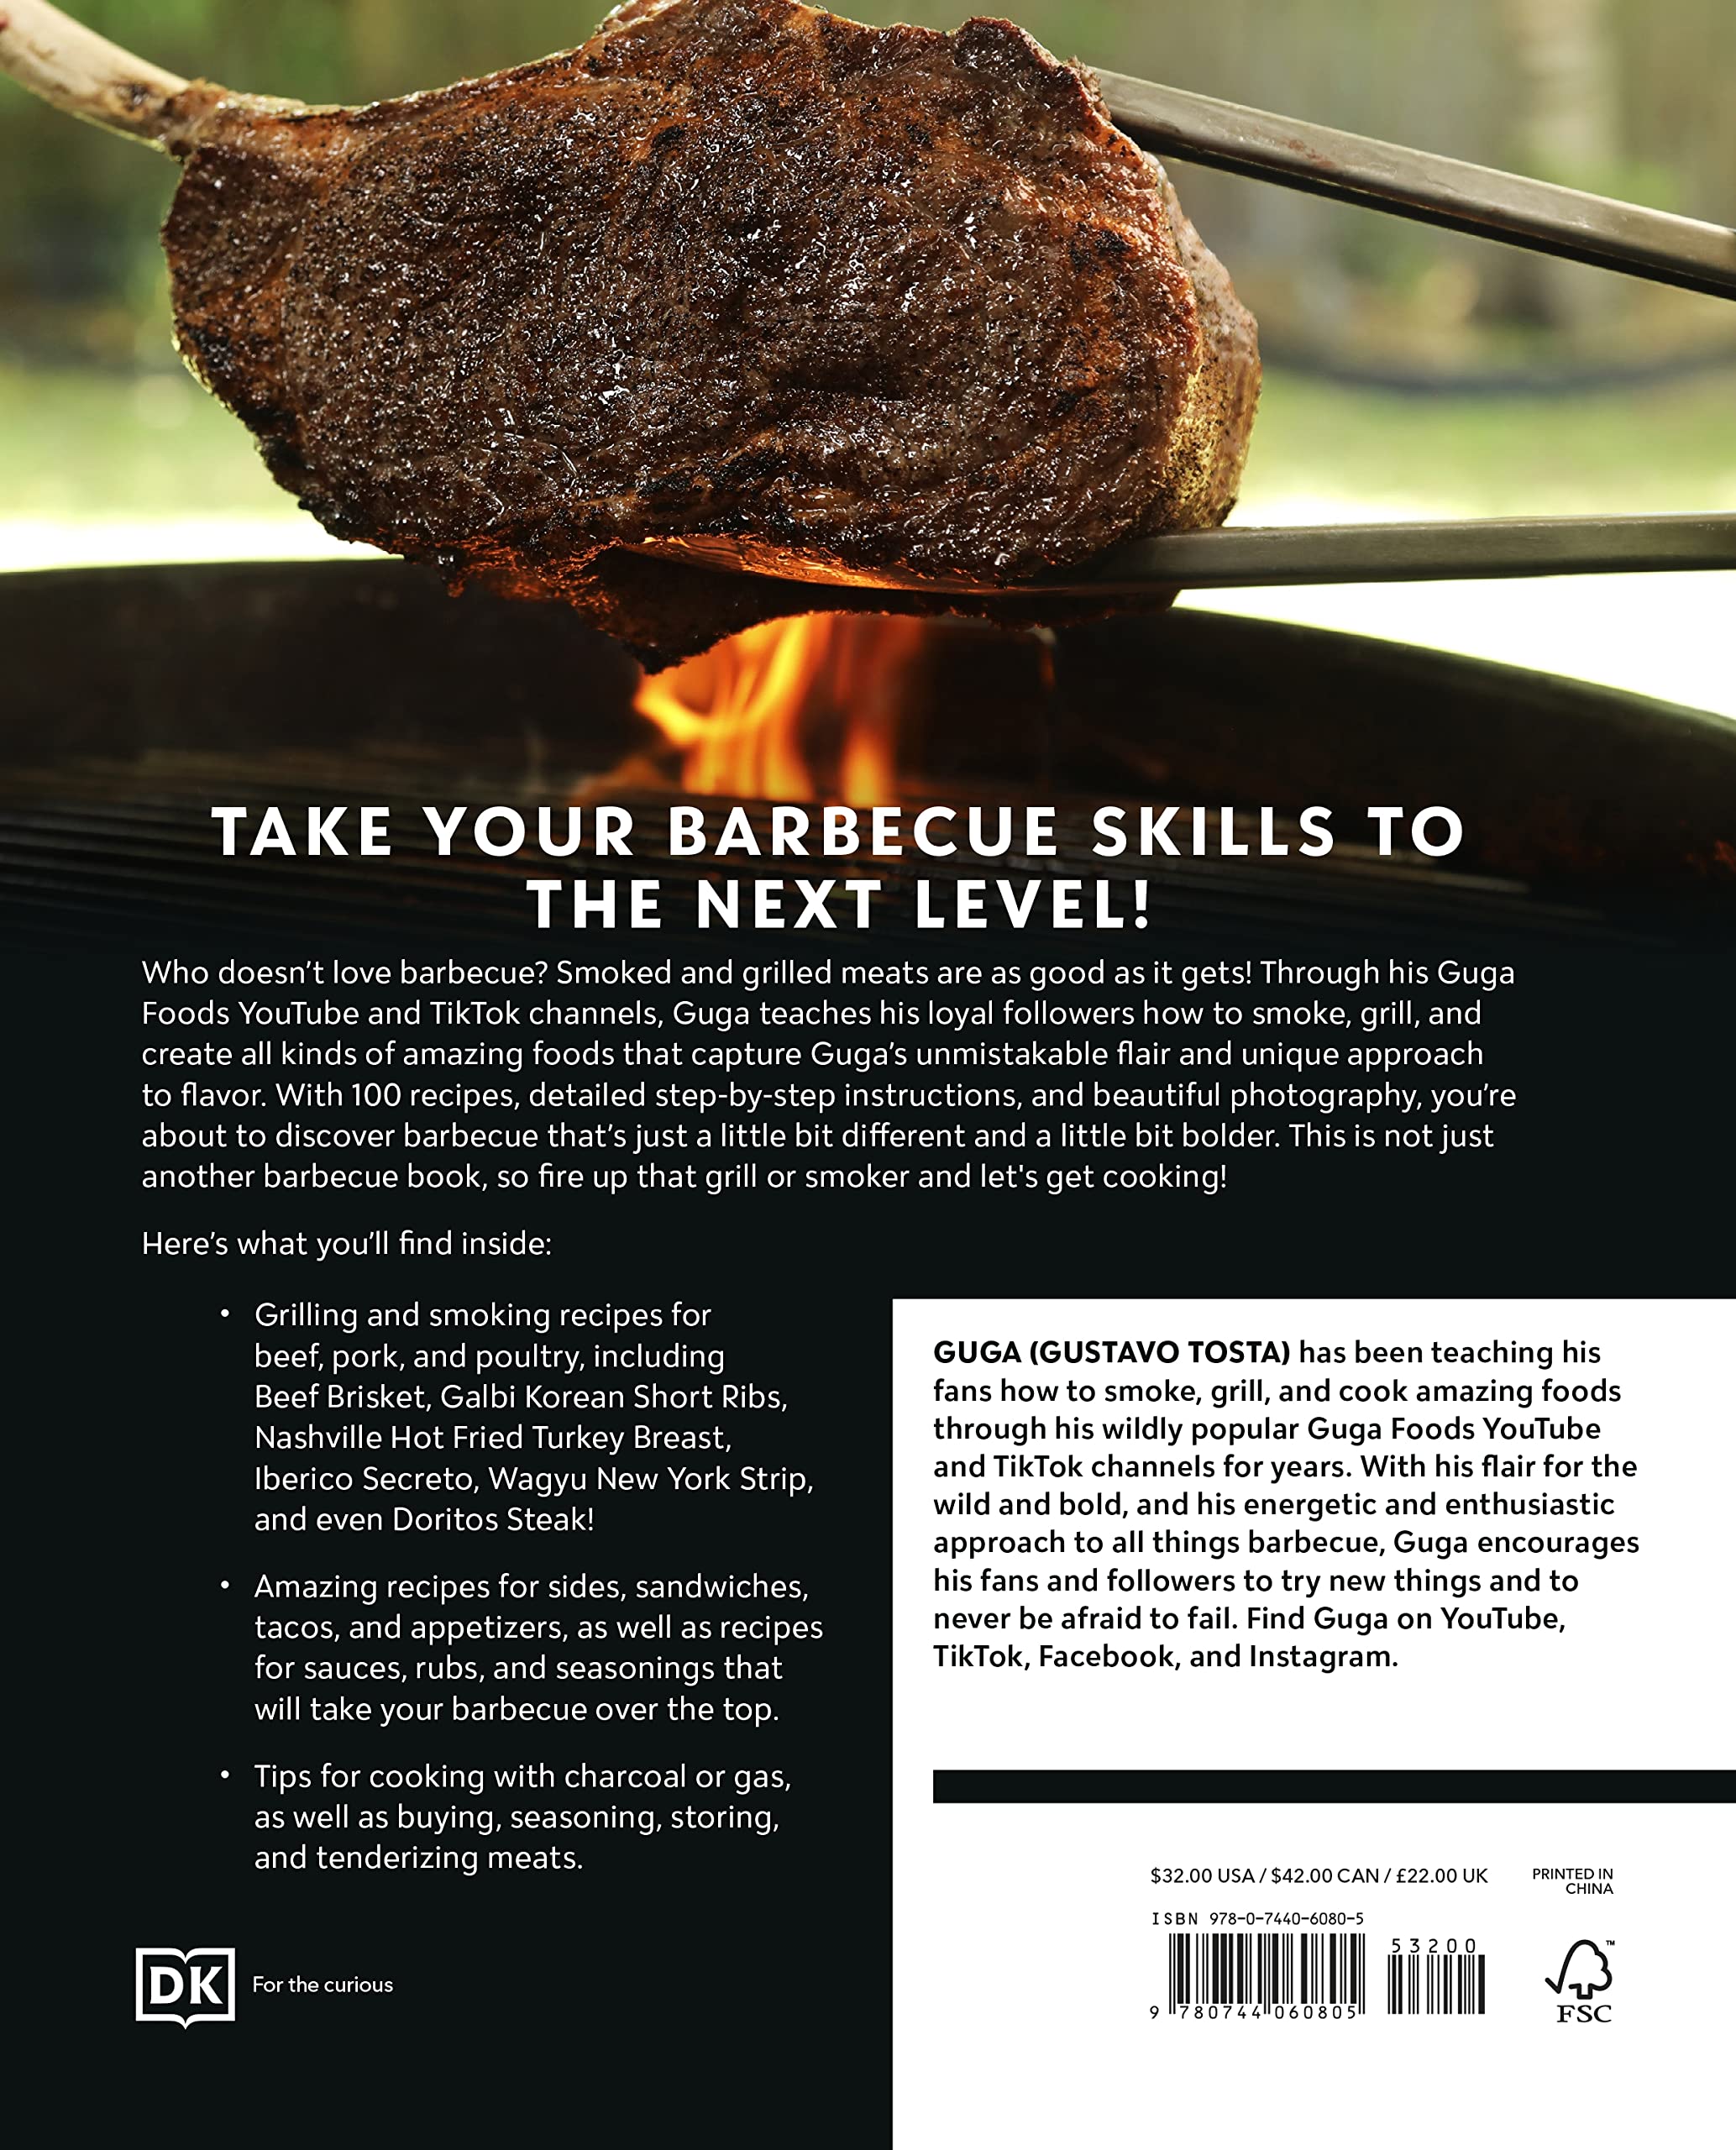 TAKE YOUR BARBECUE SKILLS TO
THE NEXT LEVEL!
Who doesn’t love barbecue? Smoked and grilled meats are as good as it gets! Through his Guga
Foods YouTube and TikTok channels, Guga teaches his loyal followers how to smoke, grill, and
create all kinds of amazing foods that capture Guga’s unmistakable flair and unique approach
to flavor. With 100 recipes, detailed step-by-step instructions, and beautiful photography, you’re
about to discover barbecue that’s just a little bit different and a little bit bolder. This is not just
another barbecue book, so fire up that grill or smoker and let's get cooking!
Here’s what you’ll find inside:
• Grilling and smoking recipes for
beef, pork, and poultry, including
Beef Brisket, Galbi Korean Short Ribs,
Nashville Hot Fried Turkey Breast,
Iberico Secreto, Wagyu New York Strip,
and even Doritos Steak!
• Amazing recipes for sides, sandwiches,
tacos, and appetizers, as well as recipes
for sauces, rubs, and seasonings that
will take your barbecue over the top.
• Tips for cooking with charcoal or gas,
as well as buying, seasoning, storing,
and tenderizing meats.
DK
For the curious
GUGA (GUSTAVO TOSTA) has been teaching his
fans how to smoke, grill, and cook amazing foods
through his wildly popular Guga Foods YouTube
and TikTok channels for years. With his flair for the
wild and bold, and his energetic and enthusiastic
approach to all things barbecue, Guga encourages
his fans and followers to try new things and to
never be afraid to fail. Find Guga on YouTube,
TikTok, Facebook, and Instagram.
$32.00 USA / $42.00 CAN / £22.00 UK
PRINTED IN
CHINA
ISBN 978-0-7440-6080-5
53200
9 780744 060805
™
FSC